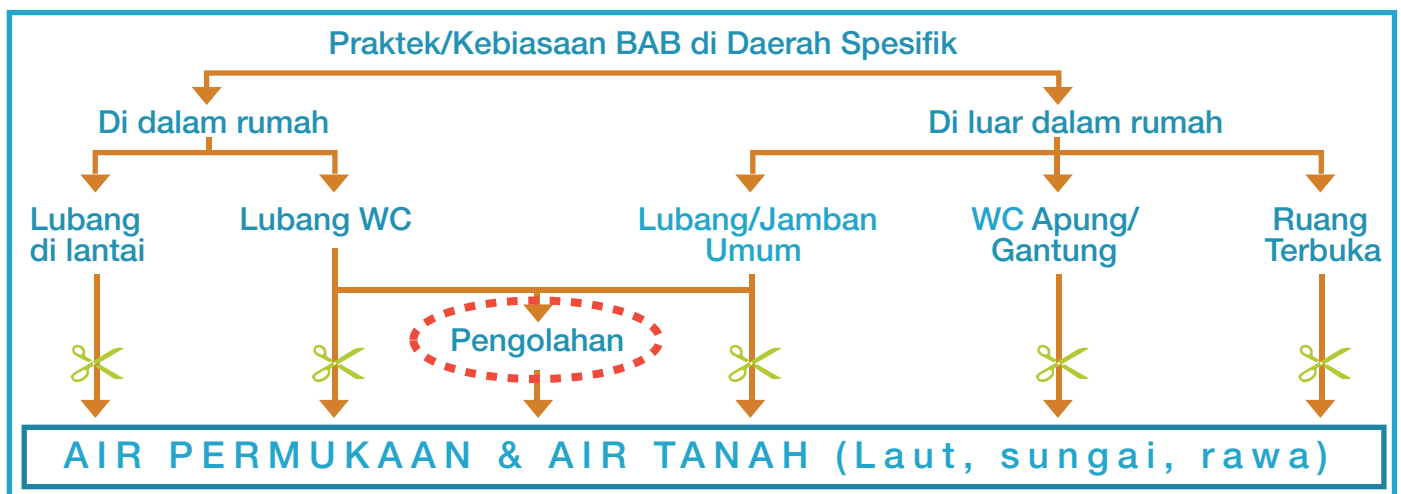 Praktek/Kebiasaan BAB di Daerah Spesifik
Di dalam rumah
Di luar dalam rumah
Lubang
di lantai
Lubang WC
Lubang/Jamban
Umum
WC Apung/
Gantung
Ruang
Terbuka
Pengolahan
AIR PERMUKAAN & AIR TANAH (Laut, sungai, rawa)